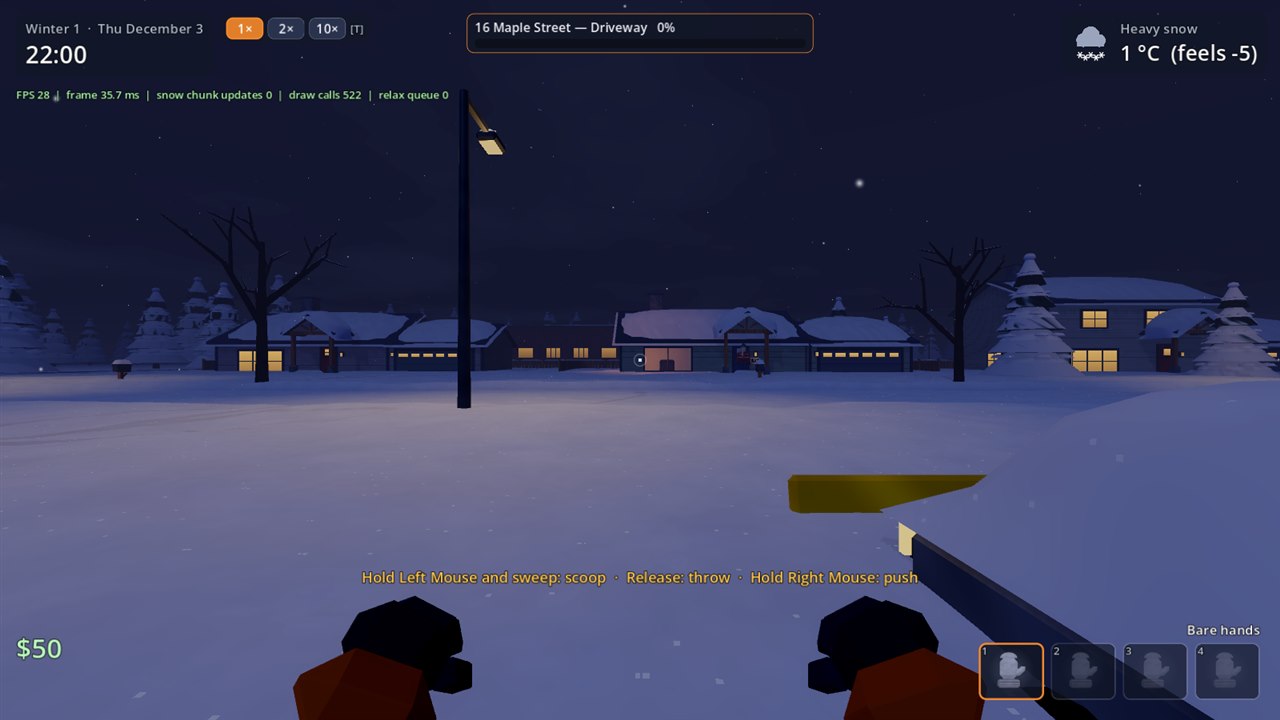 Winter 1 · Thu December 3
1× 2× 10× [T]
22:00
16 Maple Street — Driveway 0%
Heavy snow
1 °C (feels -5)
FPS 28 | frame 35.7 ms | snow chunk updates 0 | draw calls 522 | relax queue 0
Hold Left Mouse and sweep: scoop · Release: throw · Hold Right Mouse: push
$50
Bare hands
1 2 3 4